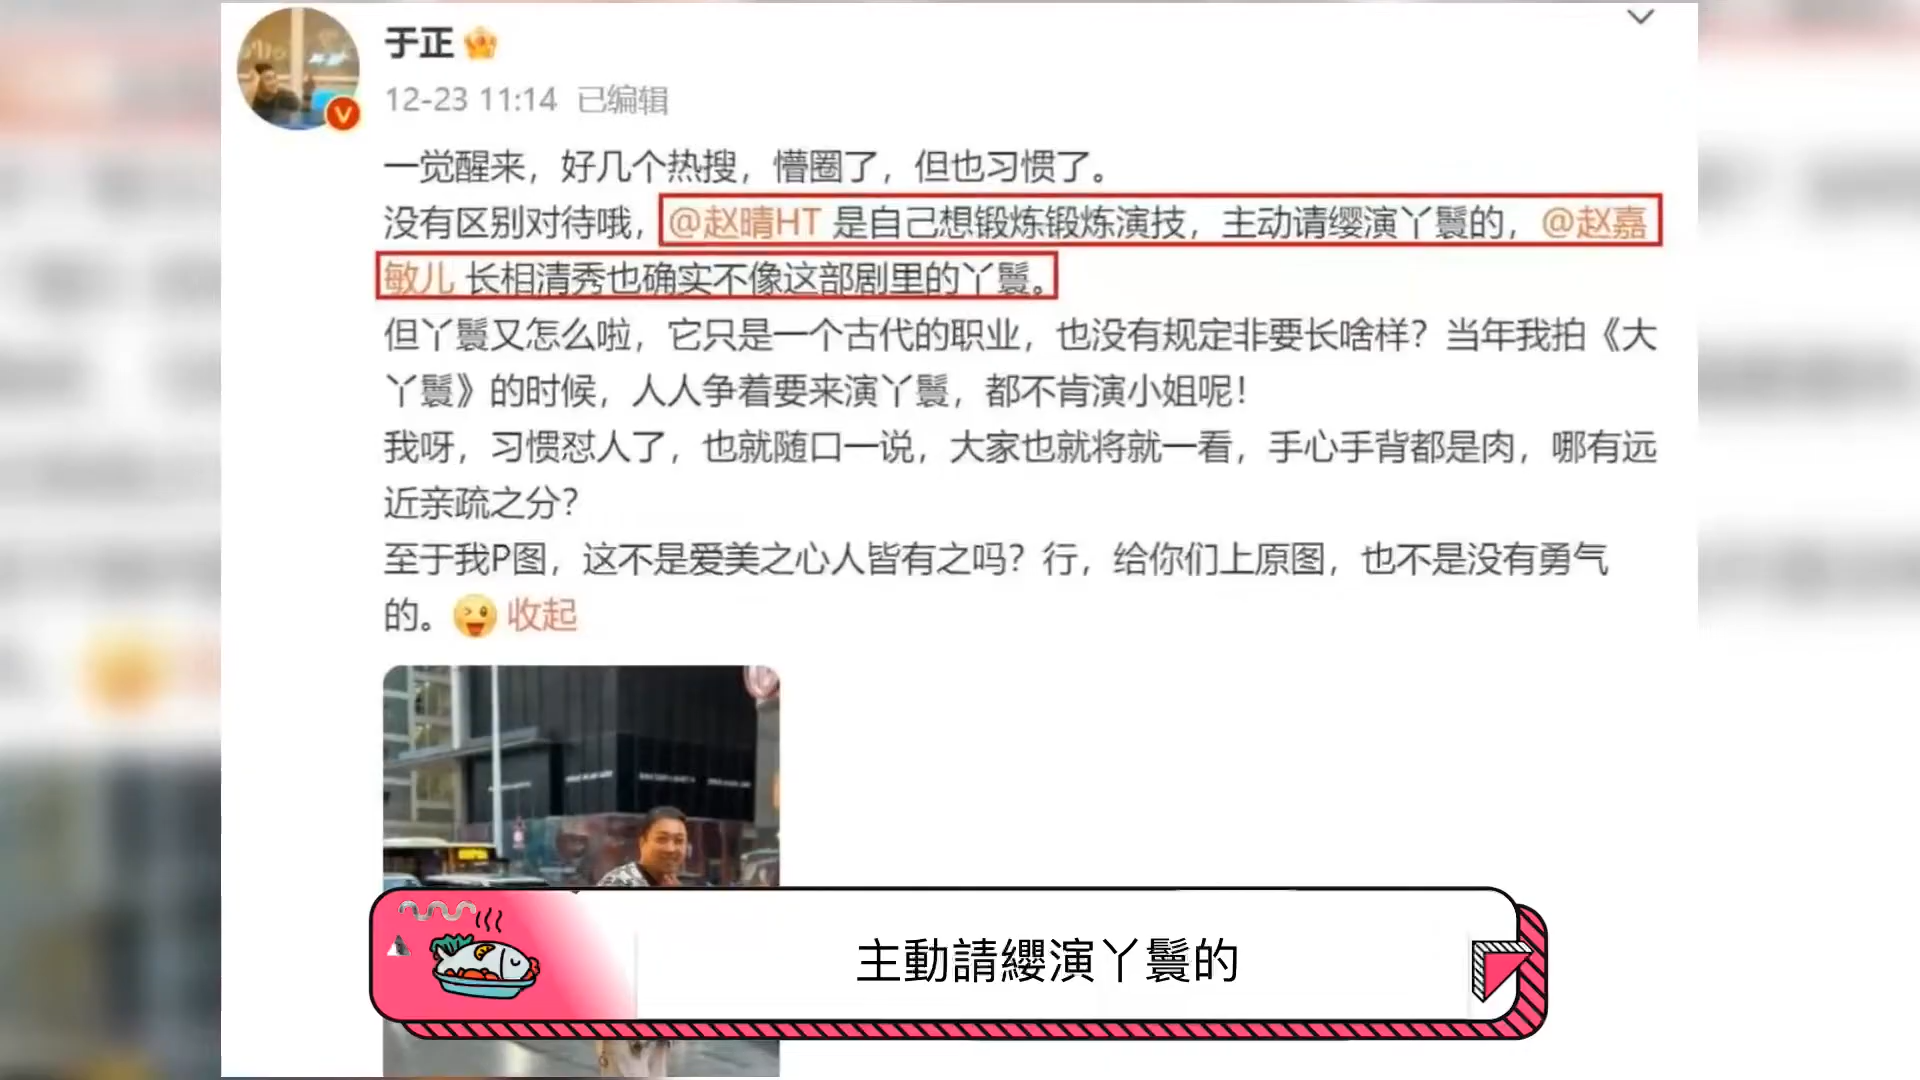 于正
12-23 11:14 已编辑
一觉醒来，好几个热搜，懵圈了，但也习惯了。
没有区别对待哦，@赵晴HT 是自己想锻炼锻炼演技，主动请缨演丫鬟的，@赵嘉
敏儿 长相清秀也确实不像这部剧里的丫鬟。
但丫鬟又怎么啦，它只是一个古代的职业，也没有规定非要长啥样？当年我拍《大
丫鬟》的时候，人人争着要来演丫鬟，都不肯演小姐呢！
我呀，习惯怼人了，也就随口一说，大家也就将就一看，手心手背都是肉，哪有远
近亲疏之分？
至于我P图，这不是爱美之心人皆有之吗？行，给你们上原图，也不是没有勇气
的。 收起
主動請纓演丫鬟的